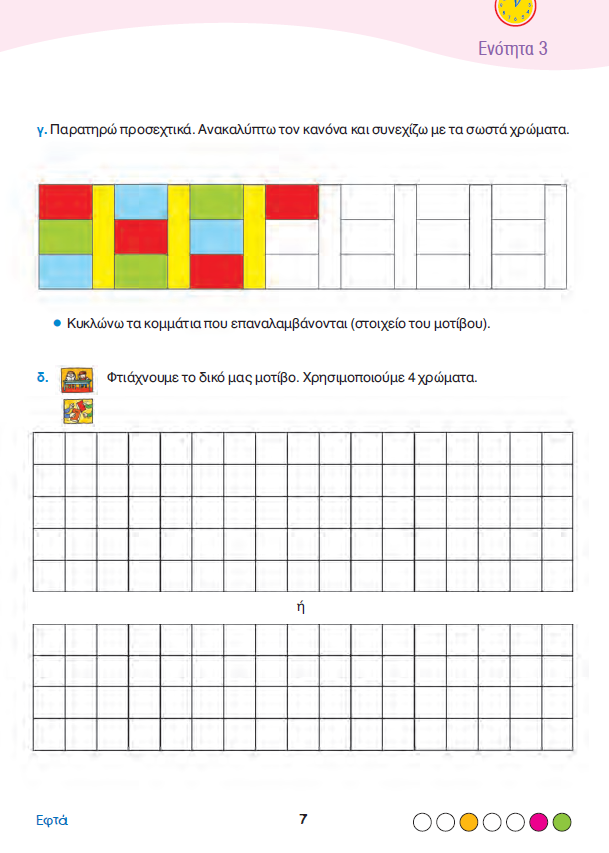 Ενότητα 3
γ. Παρατηρώ προσεχτικά. Ανακαλύπτω τον κανόνα και συνεχίζω με τα σωστά χρώματα.
● Κυκλώνω τα κομμάτια που επαναλαμβάνονται (στοιχείο του μοτίβου).
δ. Φτιάχνουμε το δικό μας μοτίβο. Χρησιμοποιούμε 4 χρώματα.
ή
Εφτά
7